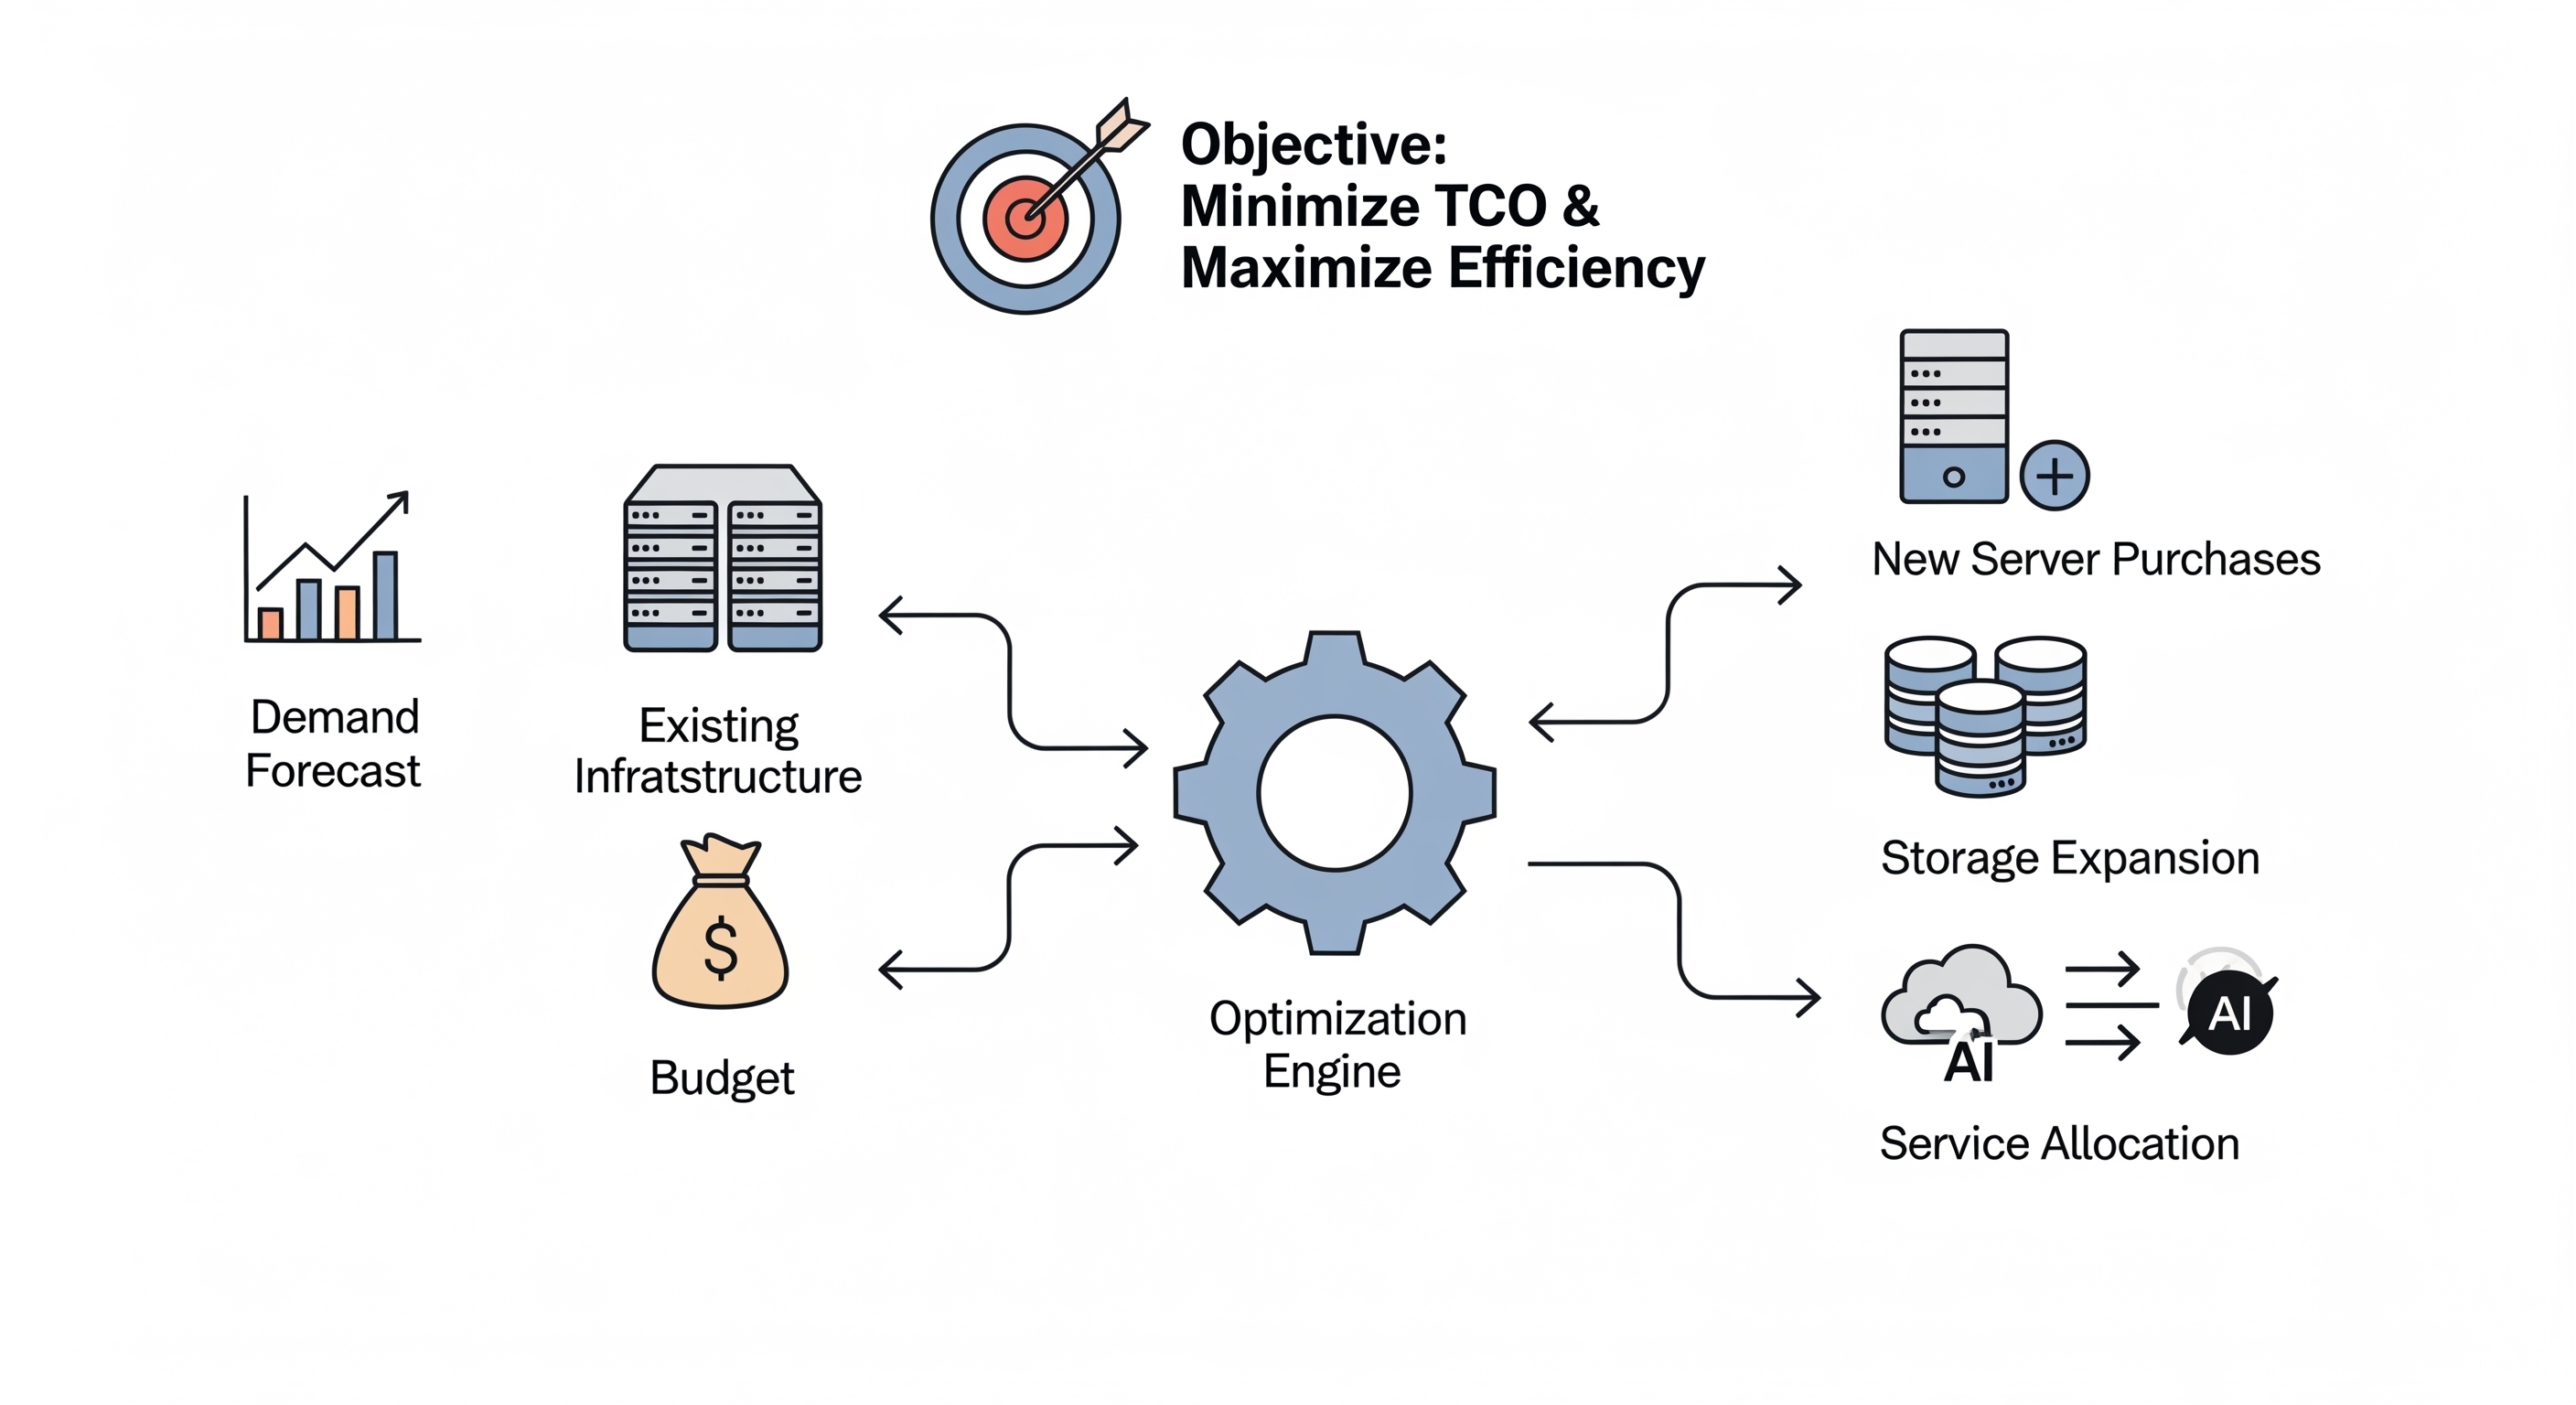 Objective:
Minimize TCO &
Maximize Efficiency
Demand
Forecast
Existing
Infratstructure
$
Budget
Optimization
Engine
New Server Purchases
Storage Expansion
AI
AI
Service Allocation